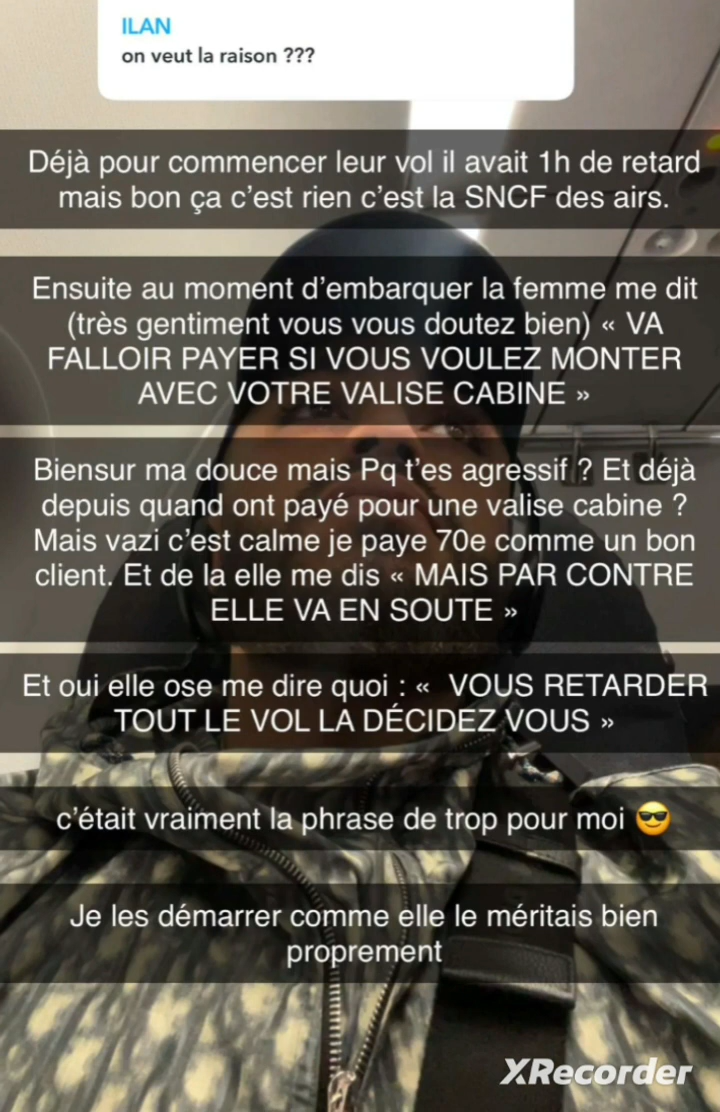 ILAN
on veut la raison ???
Déjà pour commencer leur vol il avait 1h de retard
mais bon ça c’est rien c’est la SNCF des airs.
Ensuite au moment d’embarquer la femme me dit
(très gentiment vous vous doutez bien) « VA
FALLOIR PAYER SI VOUS VOULEZ MONTER
AVEC VOTRE VALISE CABINE »
Biensur ma douce mais Pq t’es agressif ? Et déjà
depuis quand ont payé pour une valise cabine ?
Mais vazi c’est calme je paye 70e comme un bon
client. Et de la elle me dis « MAIS PAR CONTRE
ELLE VA EN SOUTE »
Et oui elle ose me dire quoi : « VOUS RETARDER
TOUT LE VOL LA DÉCIDEZ VOUS »
c’était vraiment la phrase de trop pour moi 😎
Je les démarrer comme elle le méritais bien
proprement
XRecorder